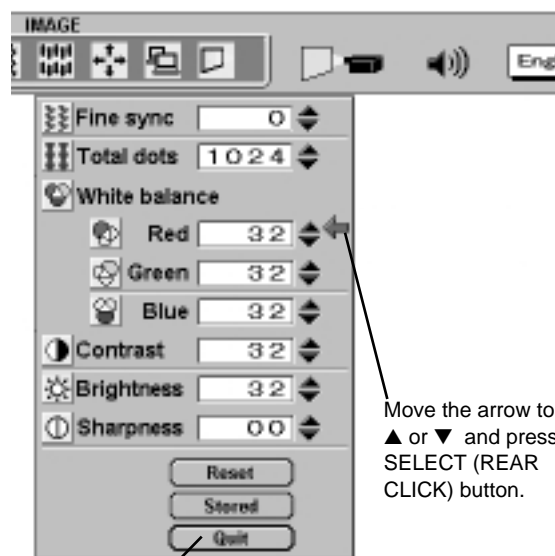 IMAGE
Fine sync 0
Total dots 1024
White balance
Red 32
Green 32
Blue 32
Contrast 32
Brightness 32
Sharpness 00
Reset
Stored
Quit
Move the arrow to
▲ or ▼ and press
SELECT (REAR
CLICK) button.